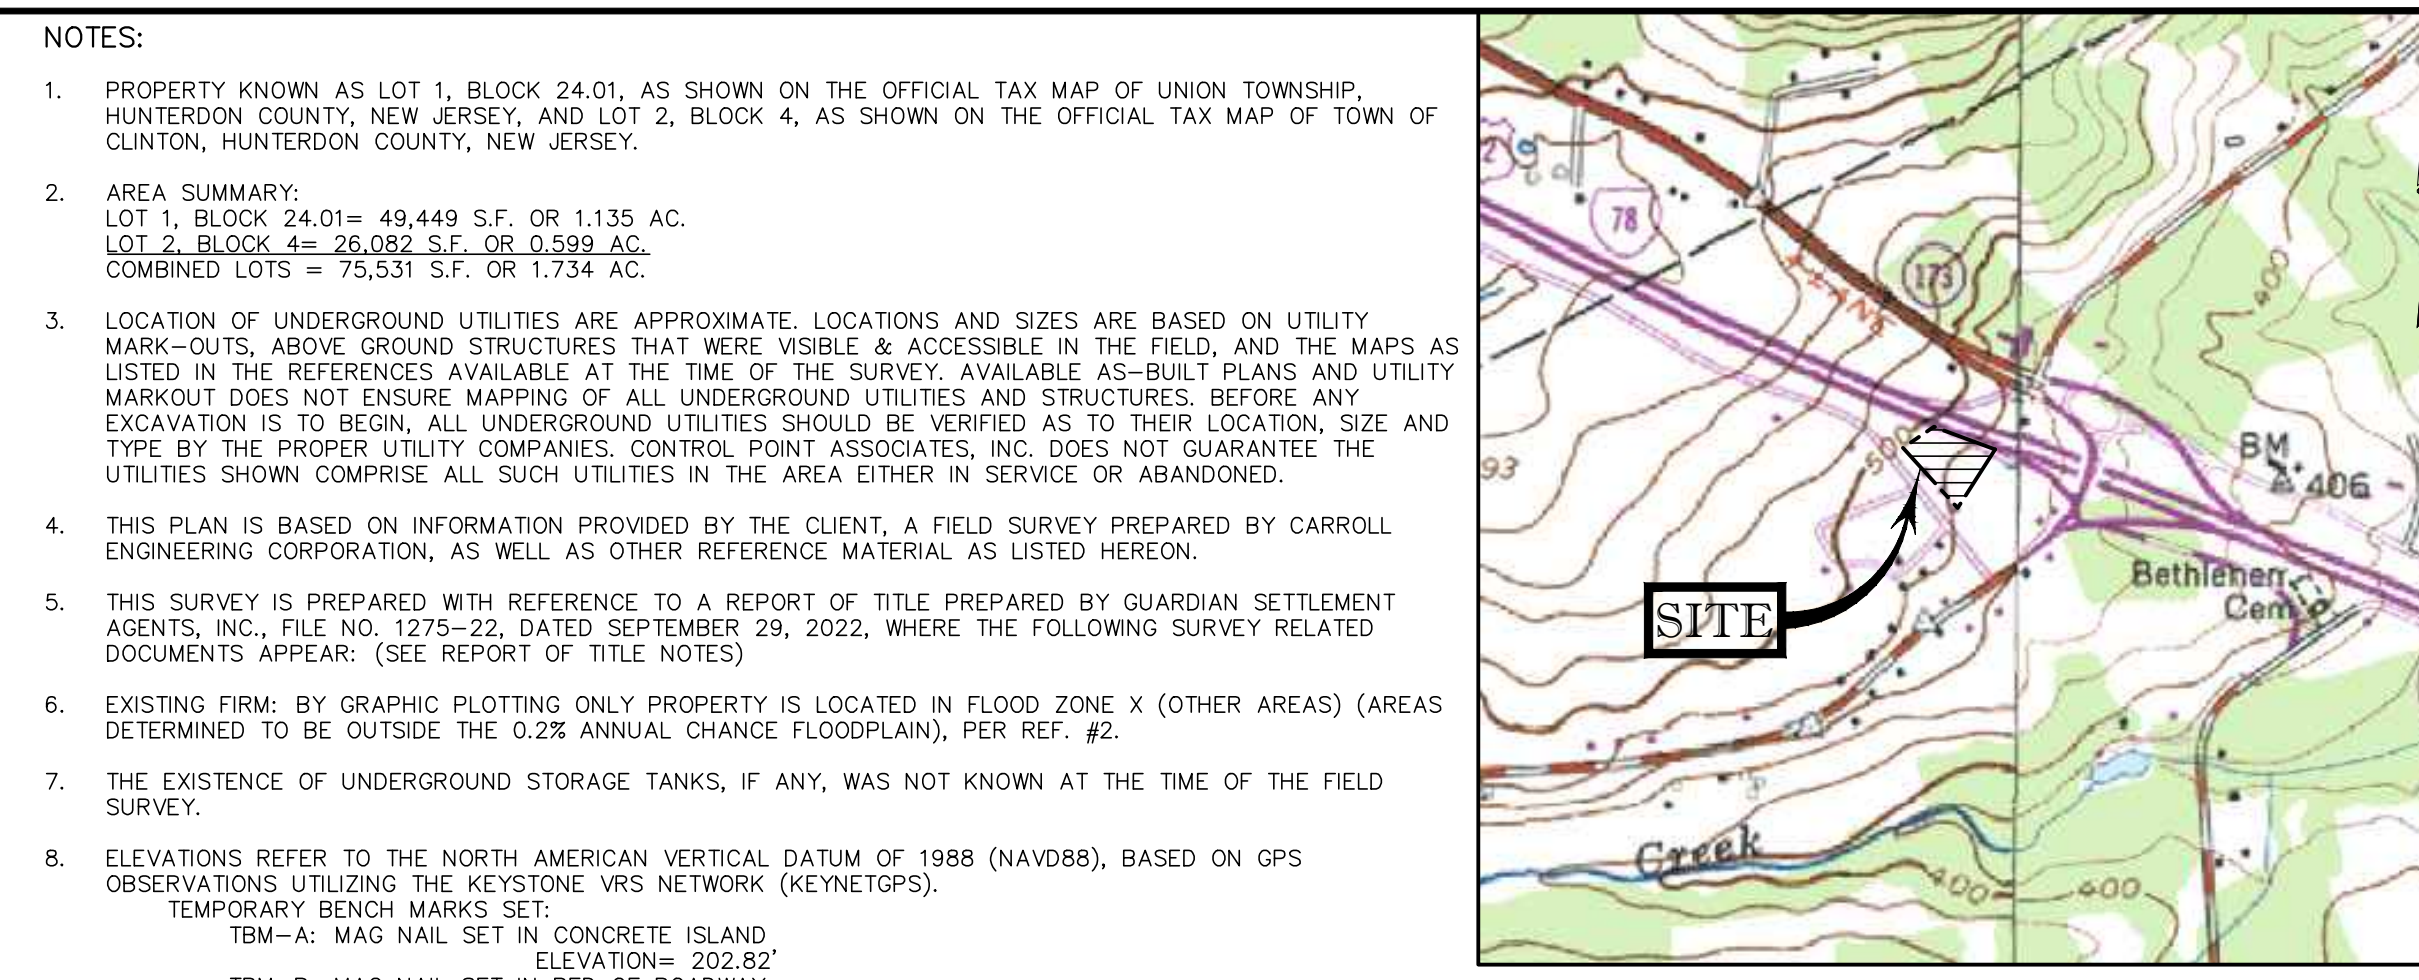 NOTES:
1. PROPERTY KNOWN AS LOT 1, BLOCK 24.01, AS SHOWN ON THE OFFICIAL TAX MAP OF UNION TOWNSHIP,
HUNTERDON COUNTY, NEW JERSEY, AND LOT 2, BLOCK 4, AS SHOWN ON THE OFFICIAL TAX MAP OF TOWN OF
CLINTON, HUNTERDON COUNTY, NEW JERSEY.
2. AREA SUMMARY:
LOT 1, BLOCK 24.01= 49,449 S.F. OR 1.135 AC.
LOT 2, BLOCK 4= 26,082 S.F. OR 0.599 AC.
COMBINED LOTS = 75,531 S.F. OR 1.734 AC.
3. LOCATION OF UNDERGROUND UTILITIES ARE APPROXIMATE. LOCATIONS AND SIZES ARE BASED ON UTILITY
MARK-OUTS, ABOVE GROUND STRUCTURES THAT WERE VISIBLE & ACCESSIBLE IN THE FIELD, AND THE MAPS AS
LISTED IN THE REFERENCES AVAILABLE AT THE TIME OF THE SURVEY. AVAILABLE AS-BUILT PLANS AND UTILITY
MARKOUT DOES NOT ENSURE MAPPING OF ALL UNDERGROUND UTILITIES AND STRUCTURES. BEFORE ANY
EXCAVATION IS TO BEGIN, ALL UNDERGROUND UTILITIES SHOULD BE VERIFIED AS TO THEIR LOCATION, SIZE AND
TYPE BY THE PROPER UTILITY COMPANIES. CONTROL POINT ASSOCIATES, INC. DOES NOT GUARANTEE THE
UTILITIES SHOWN COMPRISE ALL SUCH UTILITIES IN THE AREA EITHER IN SERVICE OR ABANDONED.
4. THIS PLAN IS BASED ON INFORMATION PROVIDED BY THE CLIENT, A FIELD SURVEY PREPARED BY CARROLL
ENGINEERING CORPORATION, AS WELL AS OTHER REFERENCE MATERIAL AS LISTED HEREON.
5. THIS SURVEY IS PREPARED WITH REFERENCE TO A REPORT OF TITLE PREPARED BY GUARDIAN SETTLEMENT
AGENTS, INC., FILE NO. 1275-22, DATED SEPTEMBER 29, 2022, WHERE THE FOLLOWING SURVEY RELATED
DOCUMENTS APPEAR: (SEE REPORT OF TITLE NOTES)
6. EXISTING FIRM: BY GRAPHIC PLOTTING ONLY PROPERTY IS LOCATED IN FLOOD ZONE X (OTHER AREAS) (AREAS
DETERMINED TO BE OUTSIDE THE 0.2% ANNUAL CHANCE FLOODPLAIN), PER REF. #2.
7. THE EXISTENCE OF UNDERGROUND STORAGE TANKS, IF ANY, WAS NOT KNOWN AT THE TIME OF THE FIELD
SURVEY.
8. ELEVATIONS REFER TO THE NORTH AMERICAN VERTICAL DATUM OF 1988 (NAVD88), BASED ON GPS
OBSERVATIONS UTILIZING THE KEYSTONE VRS NETWORK (KEYNETGPS).
TEMPORARY BENCH MARKS SET:
TBM-A: MAG NAIL SET IN CONCRETE ISLAND
ELEVATION= 202.82'
78
173
400
500
93
BM
406
SITE
Bethlehem
Cem
Creek
400
400